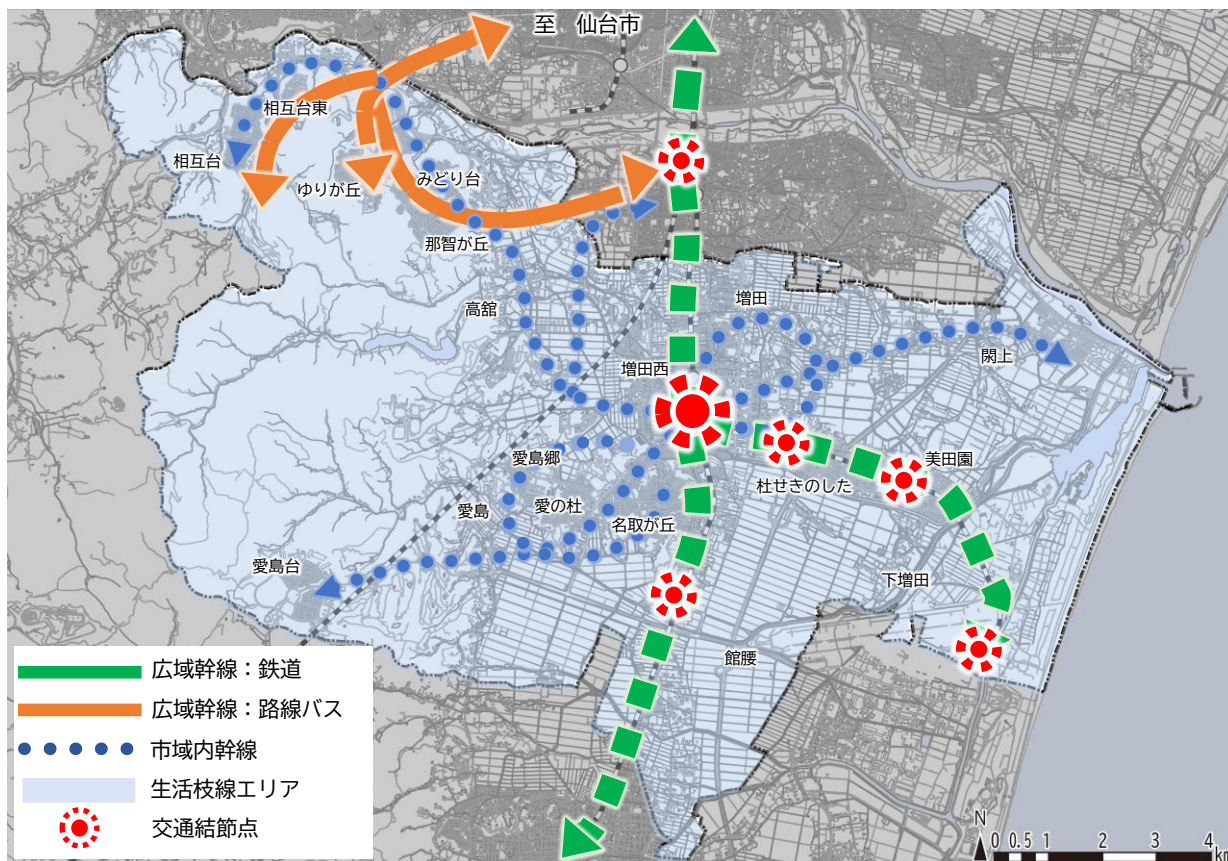 至　仙台市
相互台東
相互台
ゆりが丘
みどり台
那智が丘
高舘
増田
増田西
閖上
美田園
杜せきのした
愛島郷
愛の杜
愛島
名取が丘
愛島台
下増田
館腰
広域幹線：鉄道
広域幹線：路線バス
市域内幹線
生活枝線エリア
交通結節点
N
0 0.5 1 2 3 4
km